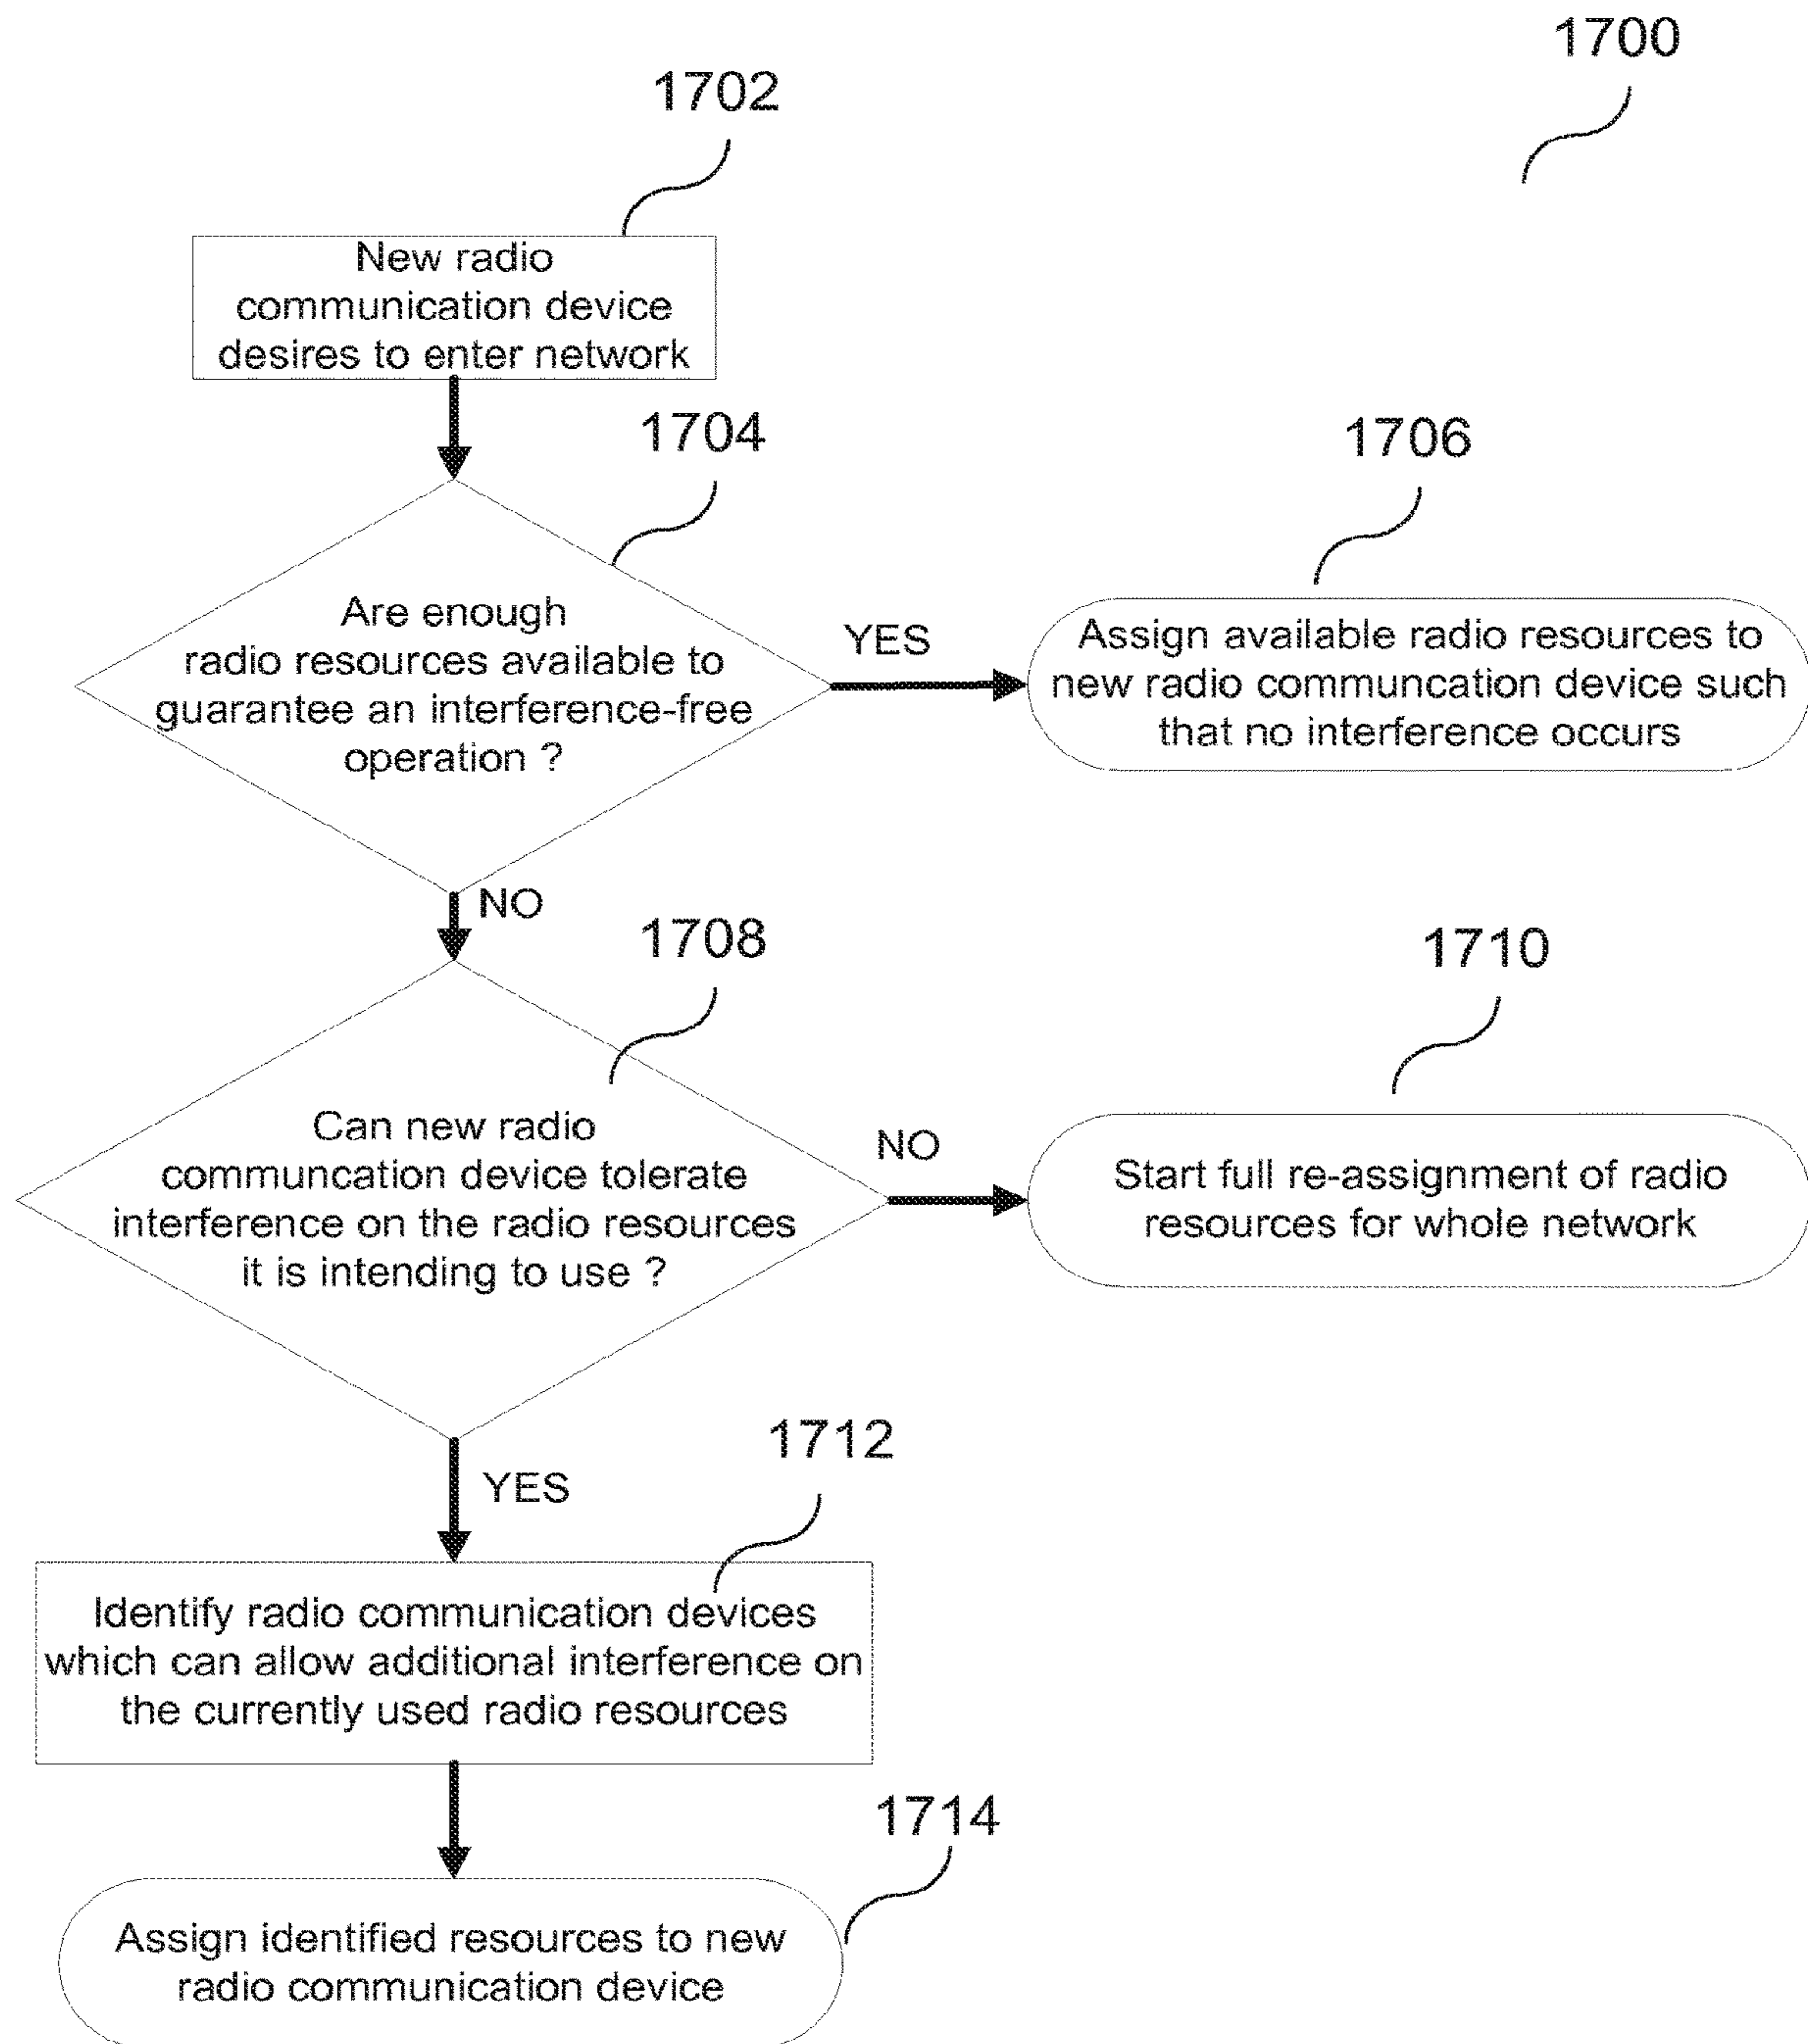 1700
1702
New radio
communication device
desires to enter network
1704
Are enough
radio resources available to
guarantee an interference-free
operation ?
YES
1706
Assign available radio resources to
new radio communcation device such
that no interference occurs
NO
1708
Can new radio
communcation device tolerate
interference on the radio resources
it is intending to use ?
NO
1710
Start full re-assignment of radio
resources for whole network
YES
1712
Identify radio communication devices
which can allow additional interference on
the currently used radio resources
1714
Assign identified resources to new
radio communication device